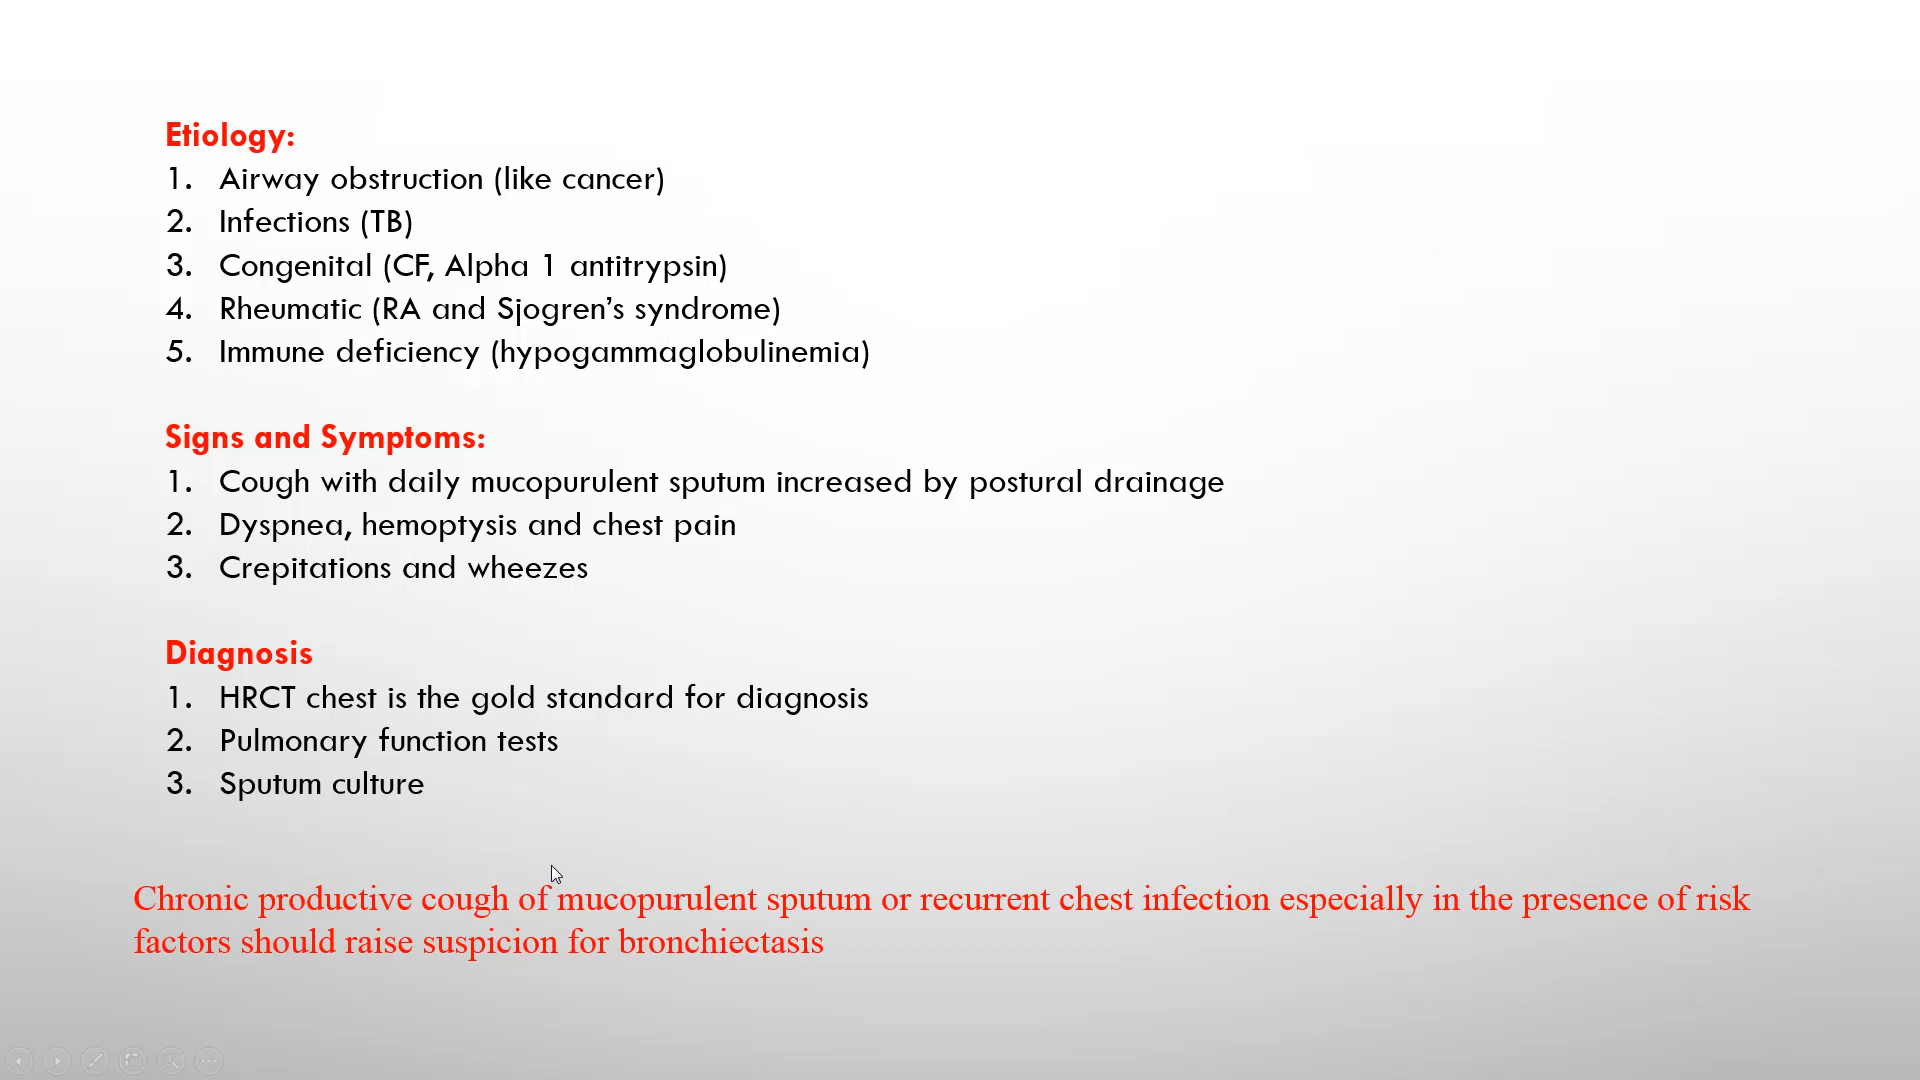 Etiology:
1. Airway obstruction (like cancer)
2. Infections (TB)
3. Congenital (CF, Alpha 1 antitrypsin)
4. Rheumatic (RA and Sjogren’s syndrome)
5. Immune deficiency (hypogammaglobulinemia)
Signs and Symptoms:
1. Cough with daily mucopurulent sputum increased by postural drainage
2. Dyspnea, hemoptysis and chest pain
3. Crepitations and wheezes
Diagnosis
1. HRCT chest is the gold standard for diagnosis
2. Pulmonary function tests
3. Sputum culture
Chronic productive cough of mucopurulent sputum or recurrent chest infection especially in the presence of risk
factors should raise suspicion for bronchiectasis